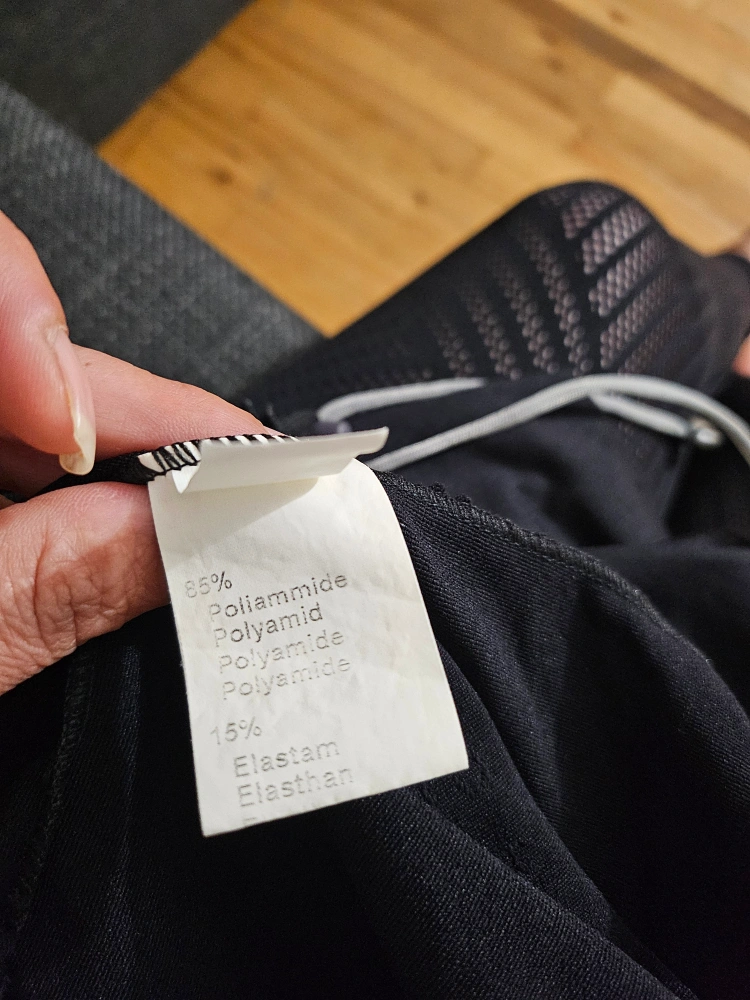 85%
Poliammide
Polyamid
Polyamide
Polyamide
15%
Elastam
Elasthan